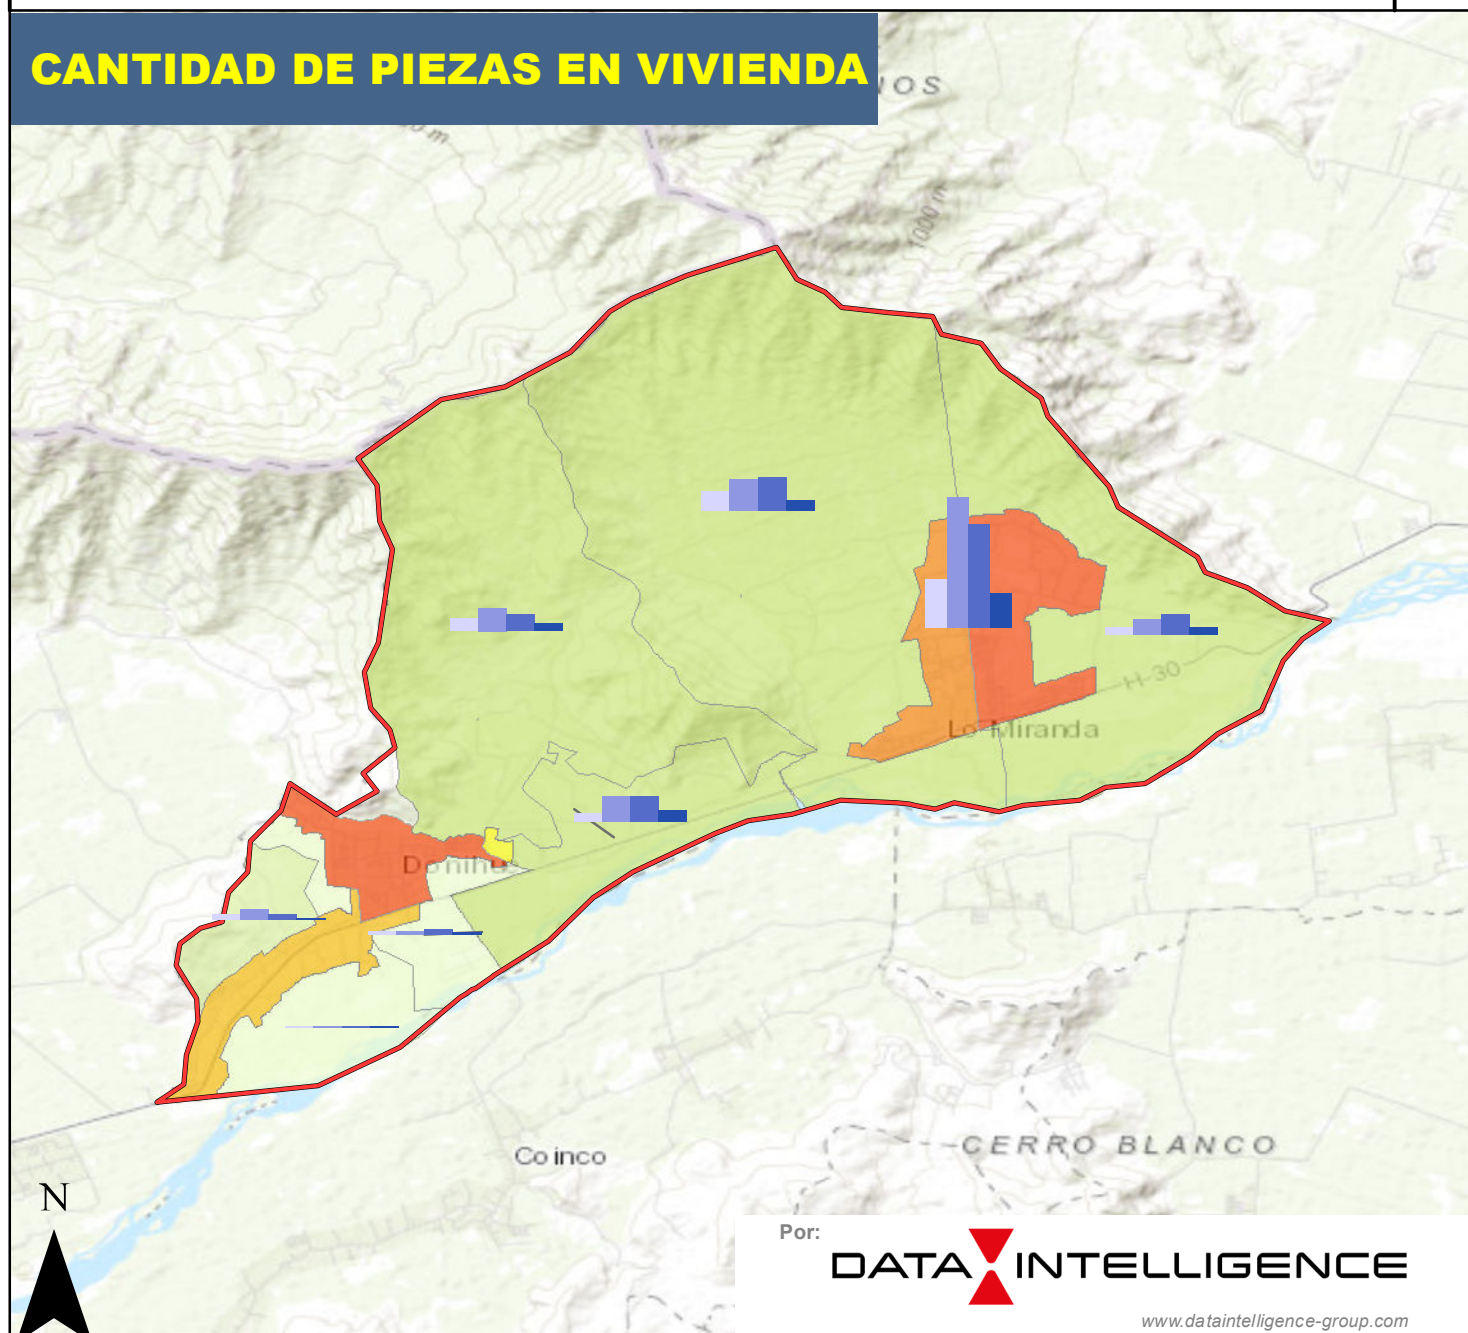 CANTIDAD DE PIEZAS EN VIVIENDA
1000 m
H-30
Lo Miranda
Doñihue
Coinco
CERRO BLANCO
N
Por:
DATA INTELLIGENCE
www.dataintelligence-group.com